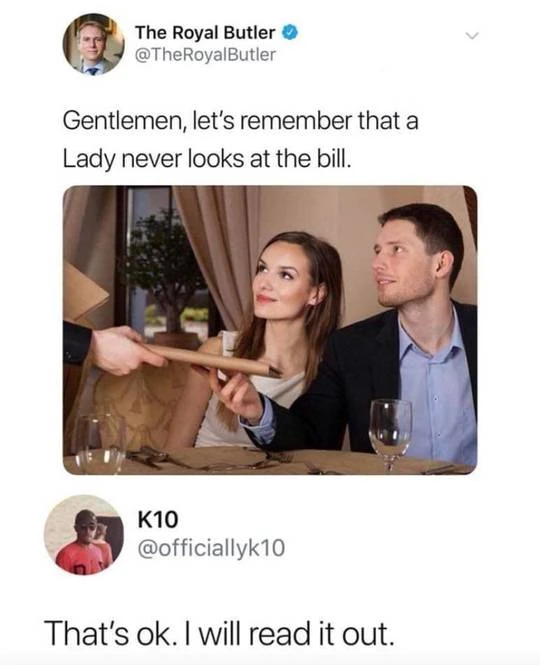 The Royal Butler
@TheRoyalButler
Gentlemen, let's remember that a
Lady never looks at the bill.
K10
@officiallyk10
That's ok. I will read it out.